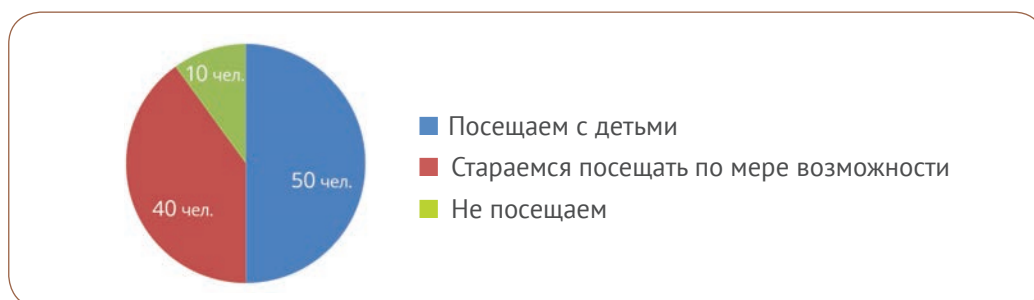 10 чел.
50 чел.
40 чел.
Посещаем с детьми
Стараемся посещать по мере возможности
Не посещаем